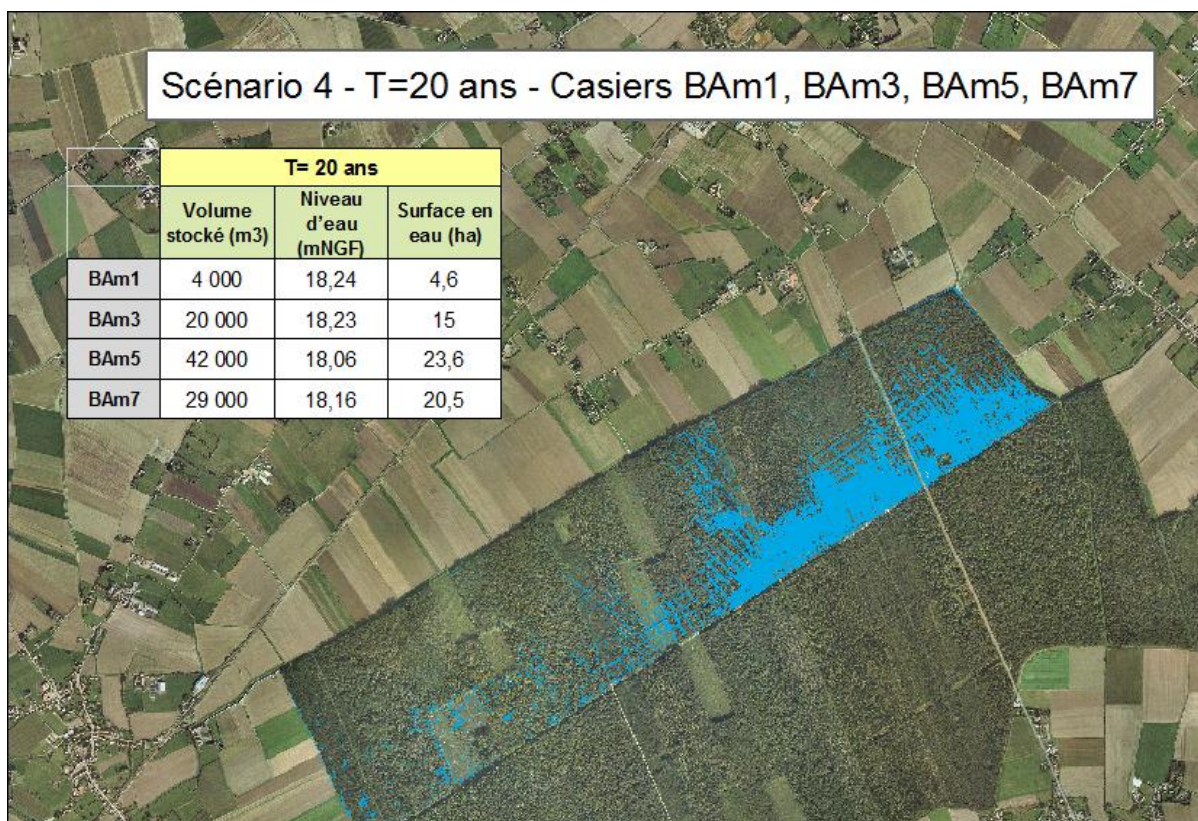 Scénario 4 - T=20 ans - Casiers BAm1, BAm3, BAm5, BAm7
T= 20 ans
Volume stocké (m3) Niveau d'eau (mNGF) Surface en eau (ha)
BAm1 4 000 18,24 4,6
BAm3 20 000 18,23 15
BAm5 42 000 18,06 23,6
BAm7 29 000 18,16 20,5